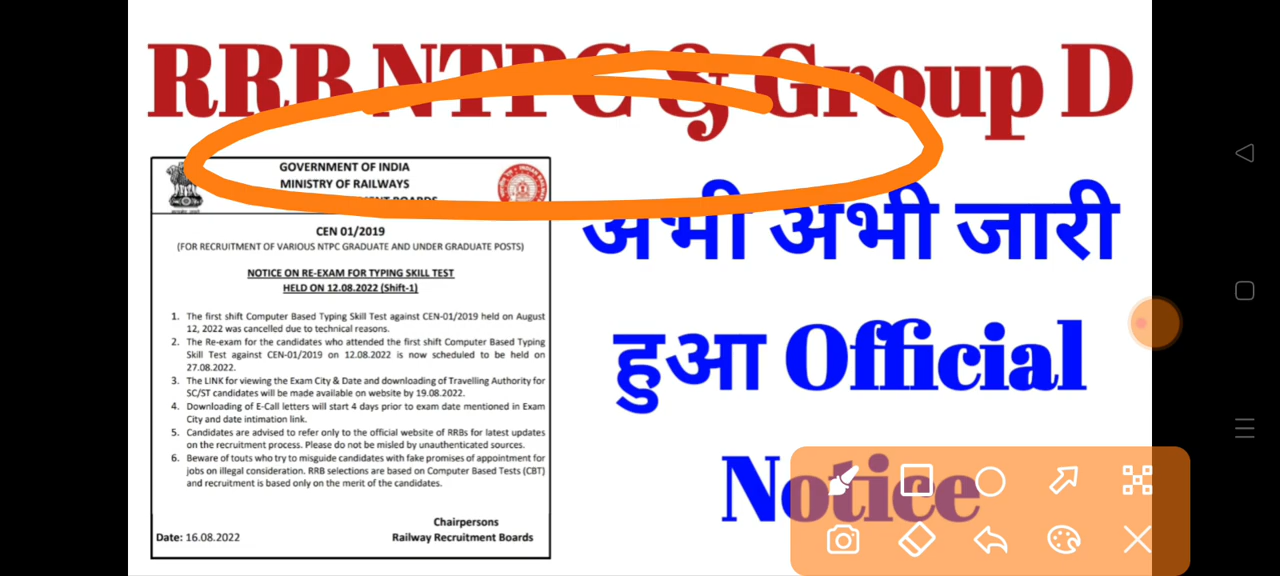 RRB NTPC & Group D
GOVERNMENT OF INDIA
MINISTRY OF RAILWAYS
BOARDS
CEN 01/2019
(FOR RECRUITMENT OF VARIOUS NTPC GRADUATE AND UNDER GRADUATE POSTS)
NOTICE ON RE-EXAM FOR TYPING SKILL TEST
HELD ON 12.08.2022 (Shift-1)
1. The first shift Computer Based Typing Skill Test against CEN-01/2019 held on August
12, 2022 was cancelled due to technical reasons.
2. The Re-exam for the candidates who attended the first shift Computer Based Typing
Skill Test against CEN-01/2019 on 12.08.2022 is now scheduled to be held on
27.08.2022.
3. The LINK for viewing the Exam City & Date and downloading of Travelling Authority for
SC/ST candidates will be made available on website by 19.08.2022.
4. Downloading of E-Call letters will start 4 days prior to exam date mentioned in Exam
City and date intimation link.
5. Candidates are advised to refer only to the official website of RRBs for latest updates
on the recruitment process. Please do not be misled by unauthenticated sources.
6. Beware of touts who try to misguide candidates with fake promises of appointment for
jobs on illegal consideration. RRB selections are based on Computer Based Tests (CBT)
and recruitment is based only on the merit of the candidates.
Chairpersons
Date: 16.08.2022 Railway Recruitment Boards
अभी अभी जारी
हुआ Official
Notice